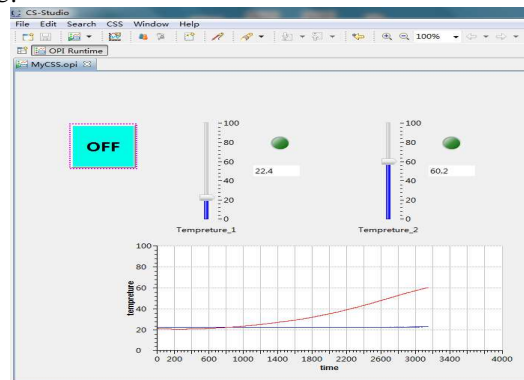 CS-Studio
File Edit Search CSS Window Help
100%
OPI Runtime
MyCSS.opi
OFF
100
80
60
40
20
0
Tempreture_1
22.4
100
80
60
40
20
0
Tempreture_2
60.2
100
80
60
40
20
0
tempreture
0 200 600 1000 1400 1800 2200 2600 3000 3400 4000
time